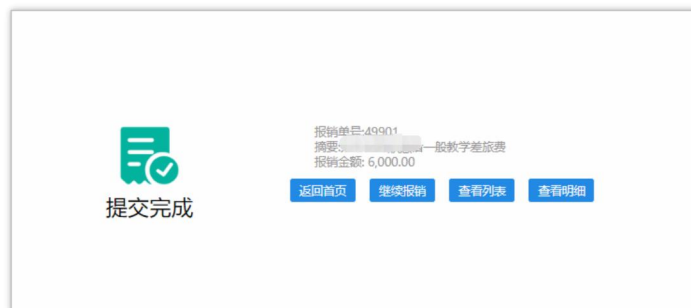 报销单号:49901
摘要:一般教学差旅费
报销金额: 6,000.00
返回首页 继续报销 查看列表 查看明细
提交完成